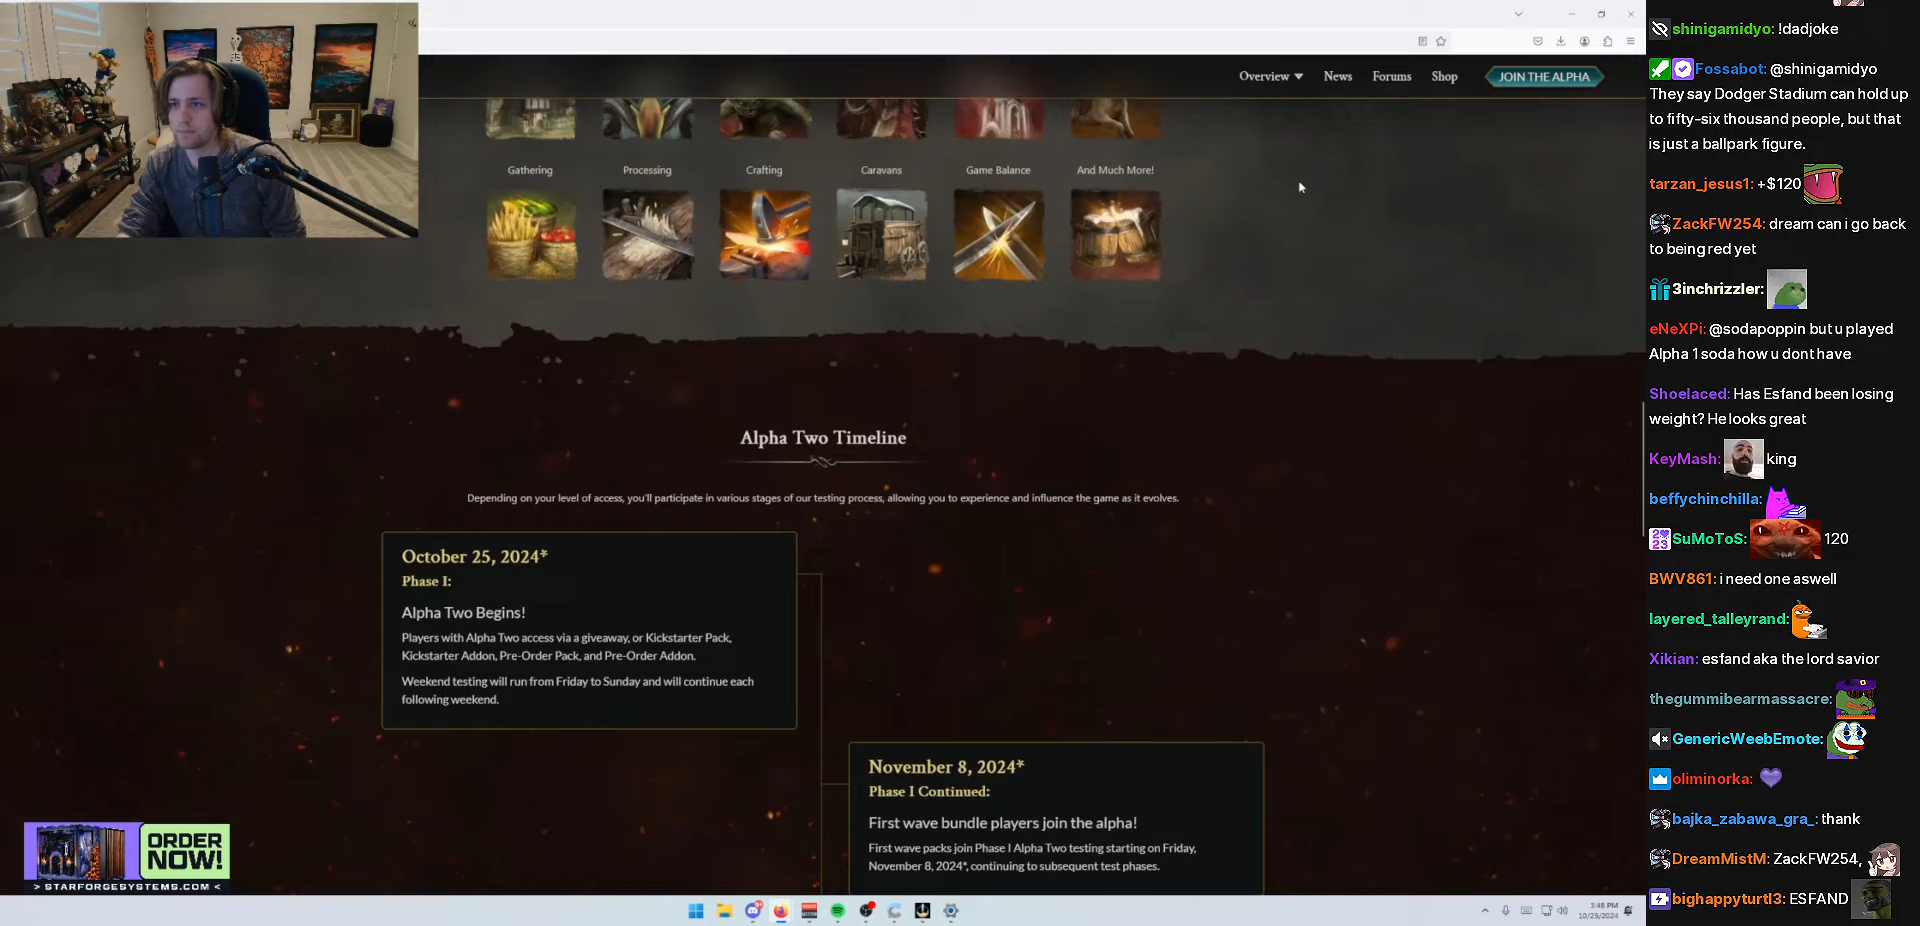 Overview
News
Forums
Shop
JOIN THE ALPHA
Gathering
Processing
Crafting
Caravans
Game Balance
And Much More!
Alpha Two Timeline
Depending on your level of access, you'll participate in various stages of our testing process, allowing you to experience and influence the game as it evolves.
October 25, 2024*
Phase I:
Alpha Two Begins!
Players with Alpha Two access via a giveaway, or Kickstarter Pack,
Kickstarter Addon, Pre-Order Pack, and Pre-Order Addon.
Weekend testing will run from Friday to Sunday and will continue each
following weekend.
November 8, 2024*
Phase I Continued:
First wave bundle players join the alpha!
First wave packs join Phase I Alpha Two testing starting on Friday,
November 8, 2024*, continuing to subsequent test phases.
ORDER
NOW!
> STARFORGESYSTEMS.COM <
3:48 PM
10/25/2024
shinigamidyo: !dadjoke
Fossabot: @shinigamidyo
They say Dodger Stadium can hold up
to fifty-six thousand people, but that
is just a ballpark figure.
tarzan_jesus1: +$120
ZackFW254: dream can i go back
to being red yet
3inchrizzler:
eNeXPi: @sodapoppin but u played
Alpha 1 soda how u dont have
Shoelaced: Has Esfand been losing
weight? He looks great
KeyMash: king
beffychinchilla:
2023 SuMoToS: 120
BWV861: i need one aswell
layered_talleyrand:
Xikian: esfand aka the lord savior
thegummibearmassacre:
GenericWeebEmote:
oliminorka:
bajka_zabawa_gra_: thank
DreamMistM: ZackFW254,
bighappyturtl3: ESFAND